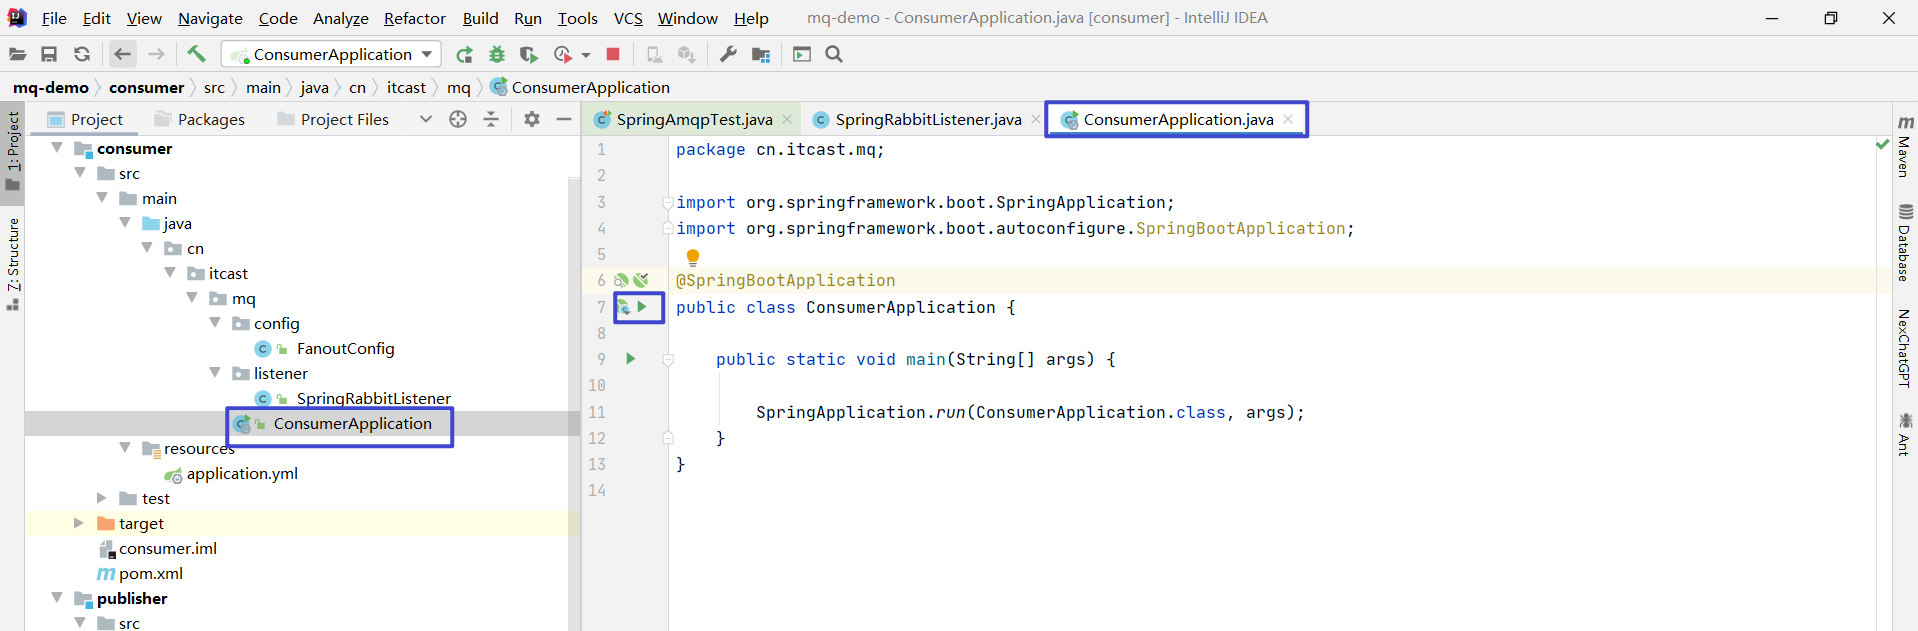 File Edit View Navigate Code Analyze Refactor Build Run Tools VCS Window Help mq-demo - ConsumerApplication.java [consumer] - IntelliJ IDEA
ConsumerApplication
mq-demo consumer src main java cn itcast mq ConsumerApplication
Project Packages Project Files
SpringAmqpTest.java SpringRabbitListener.java ConsumerApplication.java
1: Project
Z: Structure
consumer
src
main
java
cn
itcast
mq
config
FanoutConfig
listener
SpringRabbitListener
ConsumerApplication
resources
application.yml
test
target
consumer.iml
pom.xml
publisher
src
1 package cn.itcast.mq;
2
3 import org.springframework.boot.SpringApplication;
4 import org.springframework.boot.autoconfigure.SpringBootApplication;
5
6 @SpringBootApplication
7 public class ConsumerApplication {
8
9 public static void main(String[] args) {
10
11 SpringApplication.run(ConsumerApplication.class, args);
12 }
13 }
14
Maven
Database
NexChatGPT
Ant